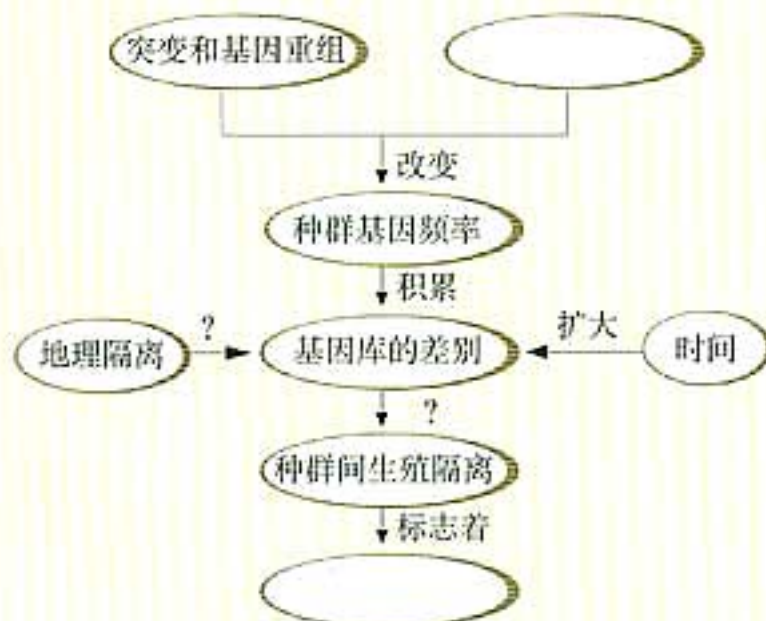 突变和基因重组
改变
种群基因频率
积累
地理隔离
?
基因库的差别
扩大
时间
?
种群间生殖隔离
标志着